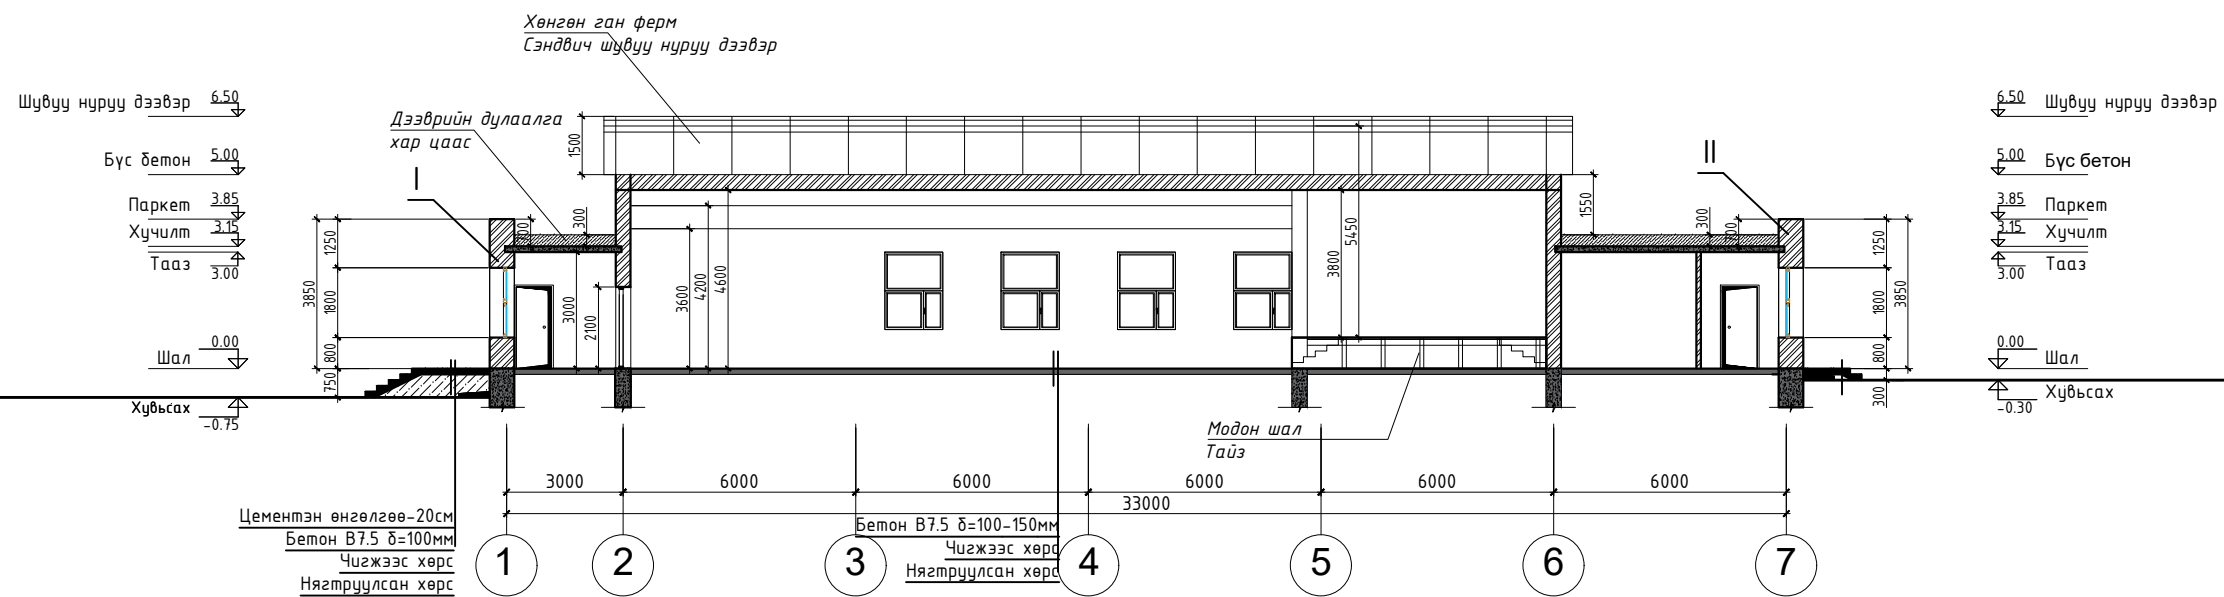 Хөнгөн ган ферм
Сэндвич шувуу нуруу дээвэр
Дээврийн дулаалга
хар цаас
Шувуу нуруу дээвэр 6.50
Бүс бетон 5.00
Паркет 3.85
Хучилт 3.15
Тааз 3.00
Шал 0.00
Хувьсах -0.75
6.50 Шувуу нуруу дээвэр
5.00 Бүс бетон
3.85 Паркет
3.15 Хучилт
3.00 Тааз
0.00 Шал
-0.30 Хувьсах
I
II
1500
300
700
1550
300
700
3850
1250
1800
800
750
3000
2100
3600
4200
4600
3800
5450
1250
1800
800
300
3850
Модон шал
Тайз
3000 6000 6000 6000 6000 6000
33000
Цементэн өнгөлгөө-20см
Бетон В7.5 δ=100мм
Чигжээс хөрс
Нягтруулсан хөрс
Бетон В7.5 δ=100-150мм
Чигжээс хөрс
Нягтруулсан хөрс
1 2 3 4 5 6 7